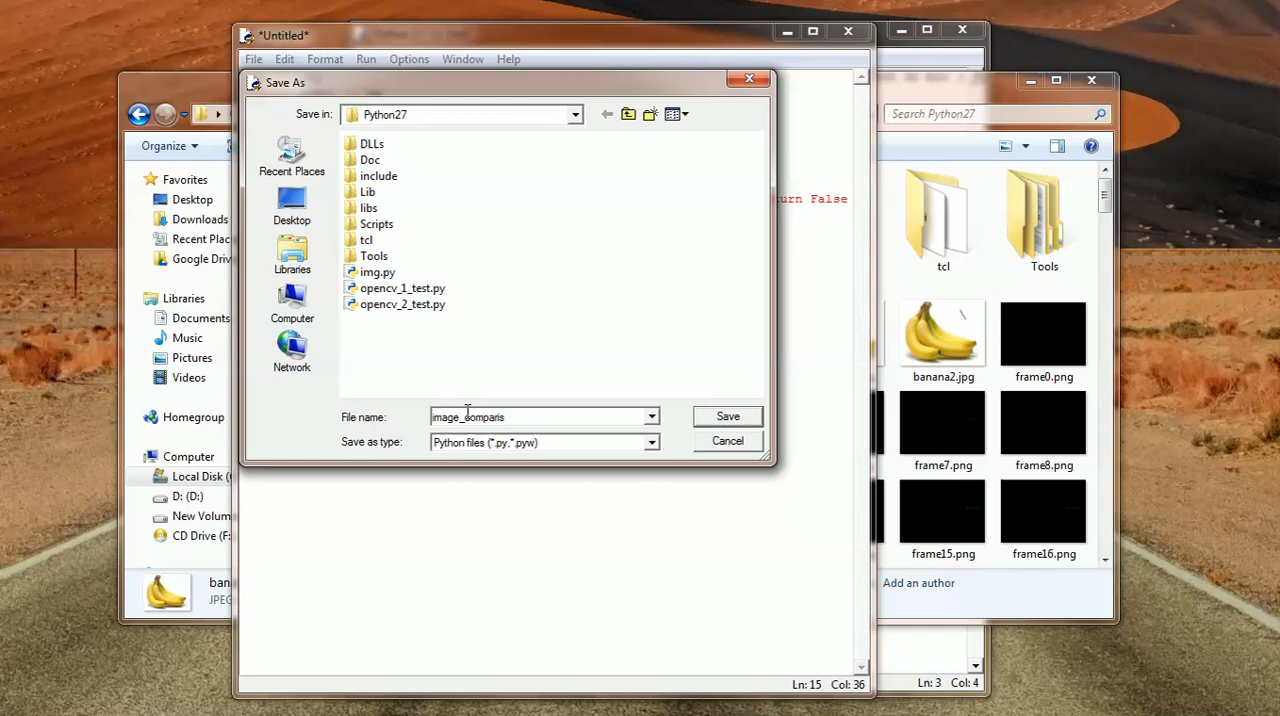 *Untitled*
File Edit Format Run Options Window Help
Save As
Save in: Python27
Recent Places
Desktop
Libraries
Computer
Network
DLLs
Doc
include
Lib
libs
Scripts
tcl
Tools
img.py
opencv_1_test.py
opencv_2_test.py
File name: image_comparis
Save as type: Python files (*.py,*.pyw)
Save
Cancel
urn False
Ln: 15 Col: 36
Ln: 3 Col: 4
Organize
Favorites
Desktop
Downloads
Recent Plac
Google Driv
Libraries
Documents
Music
Pictures
Videos
Homegroup
Computer
Local Disk (
D: (D:)
New Volum
CD Drive (F:
ban
JPEG
Search Python27
tcl
Tools
banana2.jpg
frame0.png
frame7.png
frame8.png
frame15.png
frame16.png
Add an author